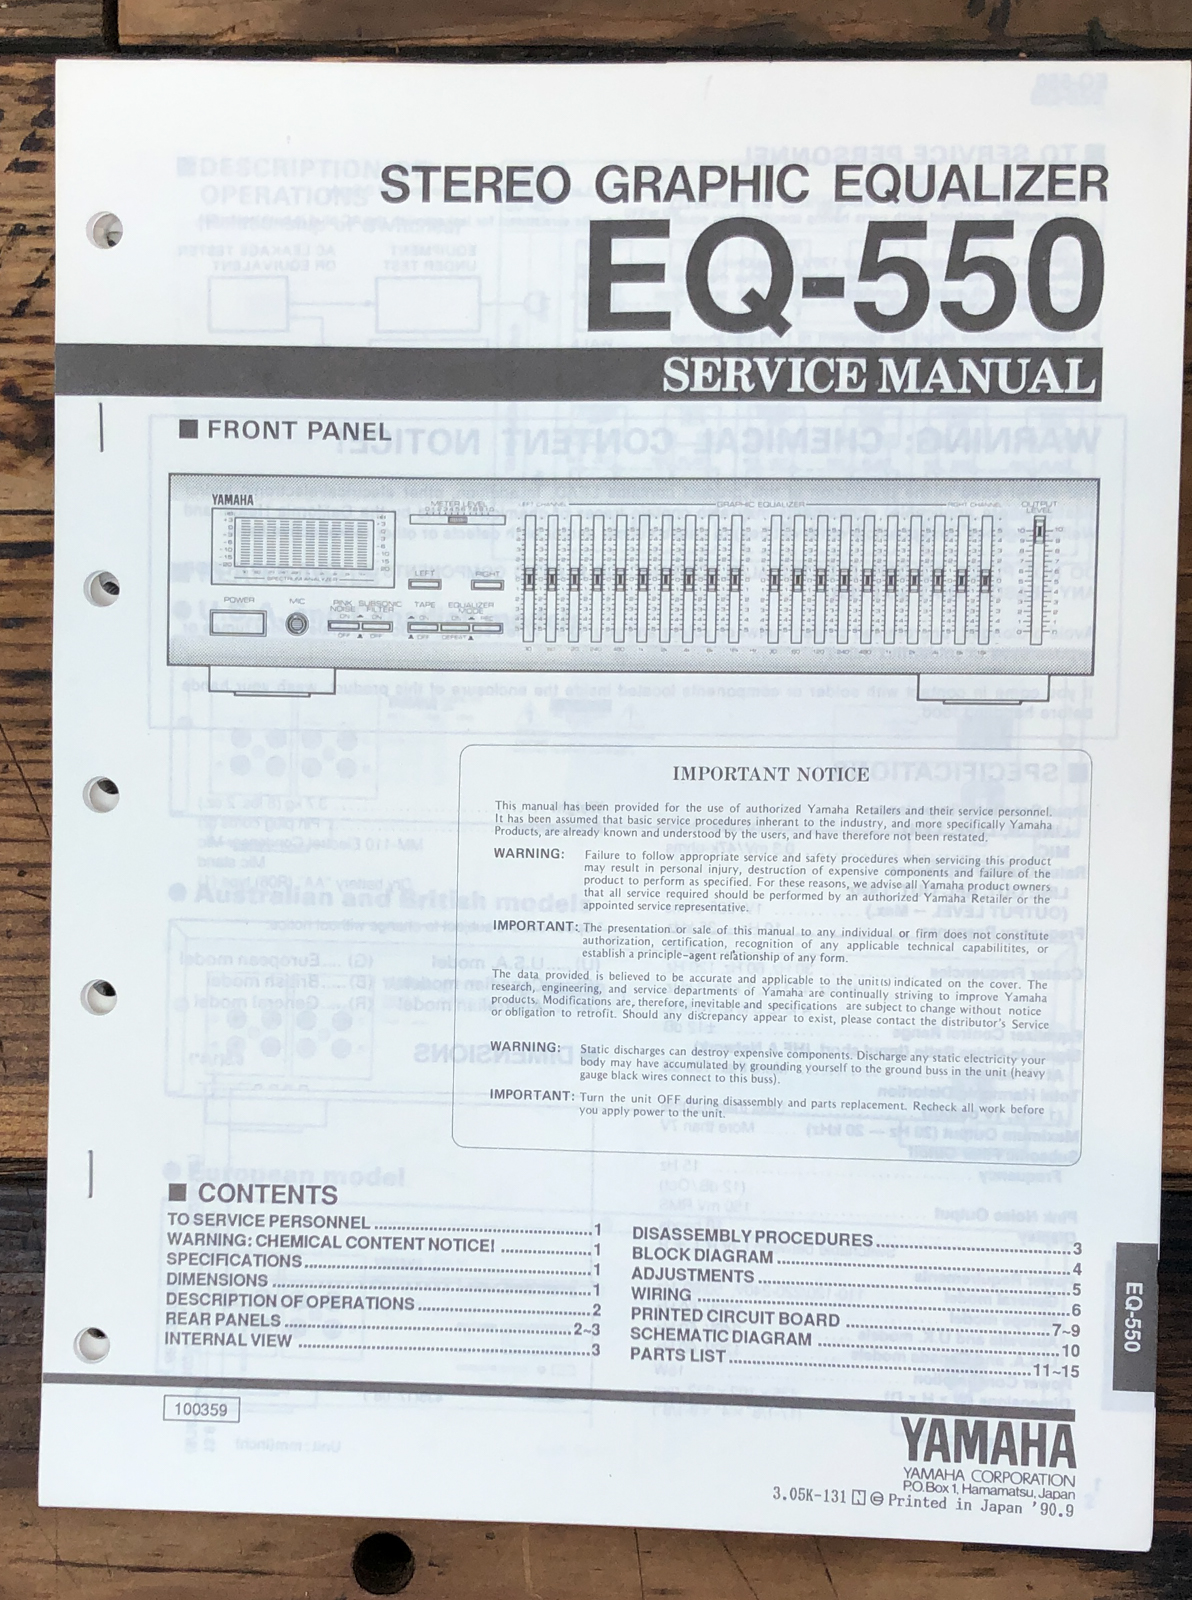 STEREO GRAPHIC EQUALIZER
EQ-550
SERVICE MANUAL
■ FRONT PANEL
YAMAHA
METER LEVEL
LEFT CHANNEL
GRAPHIC EQUALIZER
RIGHT CHANNEL
OUTPUT
LEVEL
SPECTRUM ANALYZER
LEFT
RIGHT
POWER
MIC
PINK
NOISE
SUBSONIC
FILTER
TAPE
EQUALIZER
MODE
IMPORTANT NOTICE
This manual has been provided for the use of authorized Yamaha Retailers and their service personnel.
It has been assumed that basic service procedures inherant to the industry, and more specifically Yamaha
Products, are already known and understood by the users, and have therefore not been restated.
WARNING: Failure to follow appropriate service and safety procedures when servicing this product
may result in personal injury, destruction of expensive components and failure of the
product to perform as specified. For these reasons, we advise all Yamaha product owners
that all service required should be performed by an authorized Yamaha Retailer or the
appointed service representative.
IMPORTANT: The presentation or sale of this manual to any individual or firm does not constitute
authorization, certification, recognition of any applicable technical capabilitites, or
establish a principle-agent relationship of any form.
The data provided is believed to be accurate and applicable to the unit(s) indicated on the cover. The
research, engineering, and service departments of Yamaha are continually striving to improve Yamaha
products. Modifications are, therefore, inevitable and specifications are subject to change without notice
or obligation to retrofit. Should any discrepancy appear to exist, please contact the distributor's Service
WARNING: Static discharges can destroy expensive components. Discharge any static electricity your
body may have accumulated by grounding yourself to the ground buss in the unit (heavy
gauge black wires connect to this buss).
IMPORTANT: Turn the unit OFF during disassembly and parts replacement. Recheck all work before
you apply power to the unit.
■ CONTENTS
TO SERVICE PERSONNEL ........ 1
WARNING: CHEMICAL CONTENT NOTICE! ........ 1
SPECIFICATIONS ........ 1
DIMENSIONS ........ 1
DESCRIPTION OF OPERATIONS ........ 2
REAR PANELS ........ 2~3
INTERNAL VIEW ........ 3
DISASSEMBLY PROCEDURES ........ 3
BLOCK DIAGRAM ........ 4
ADJUSTMENTS ........ 5
WIRING ........ 6
PRINTED CIRCUIT BOARD ........ 7~9
SCHEMATIC DIAGRAM ........ 10
PARTS LIST ........ 11~15
EQ-550
100359
YAMAHA
YAMAHA CORPORATION
P.O.Box 1, Hamamatsu, Japan
3.05K-131 N © Printed in Japan '90.9